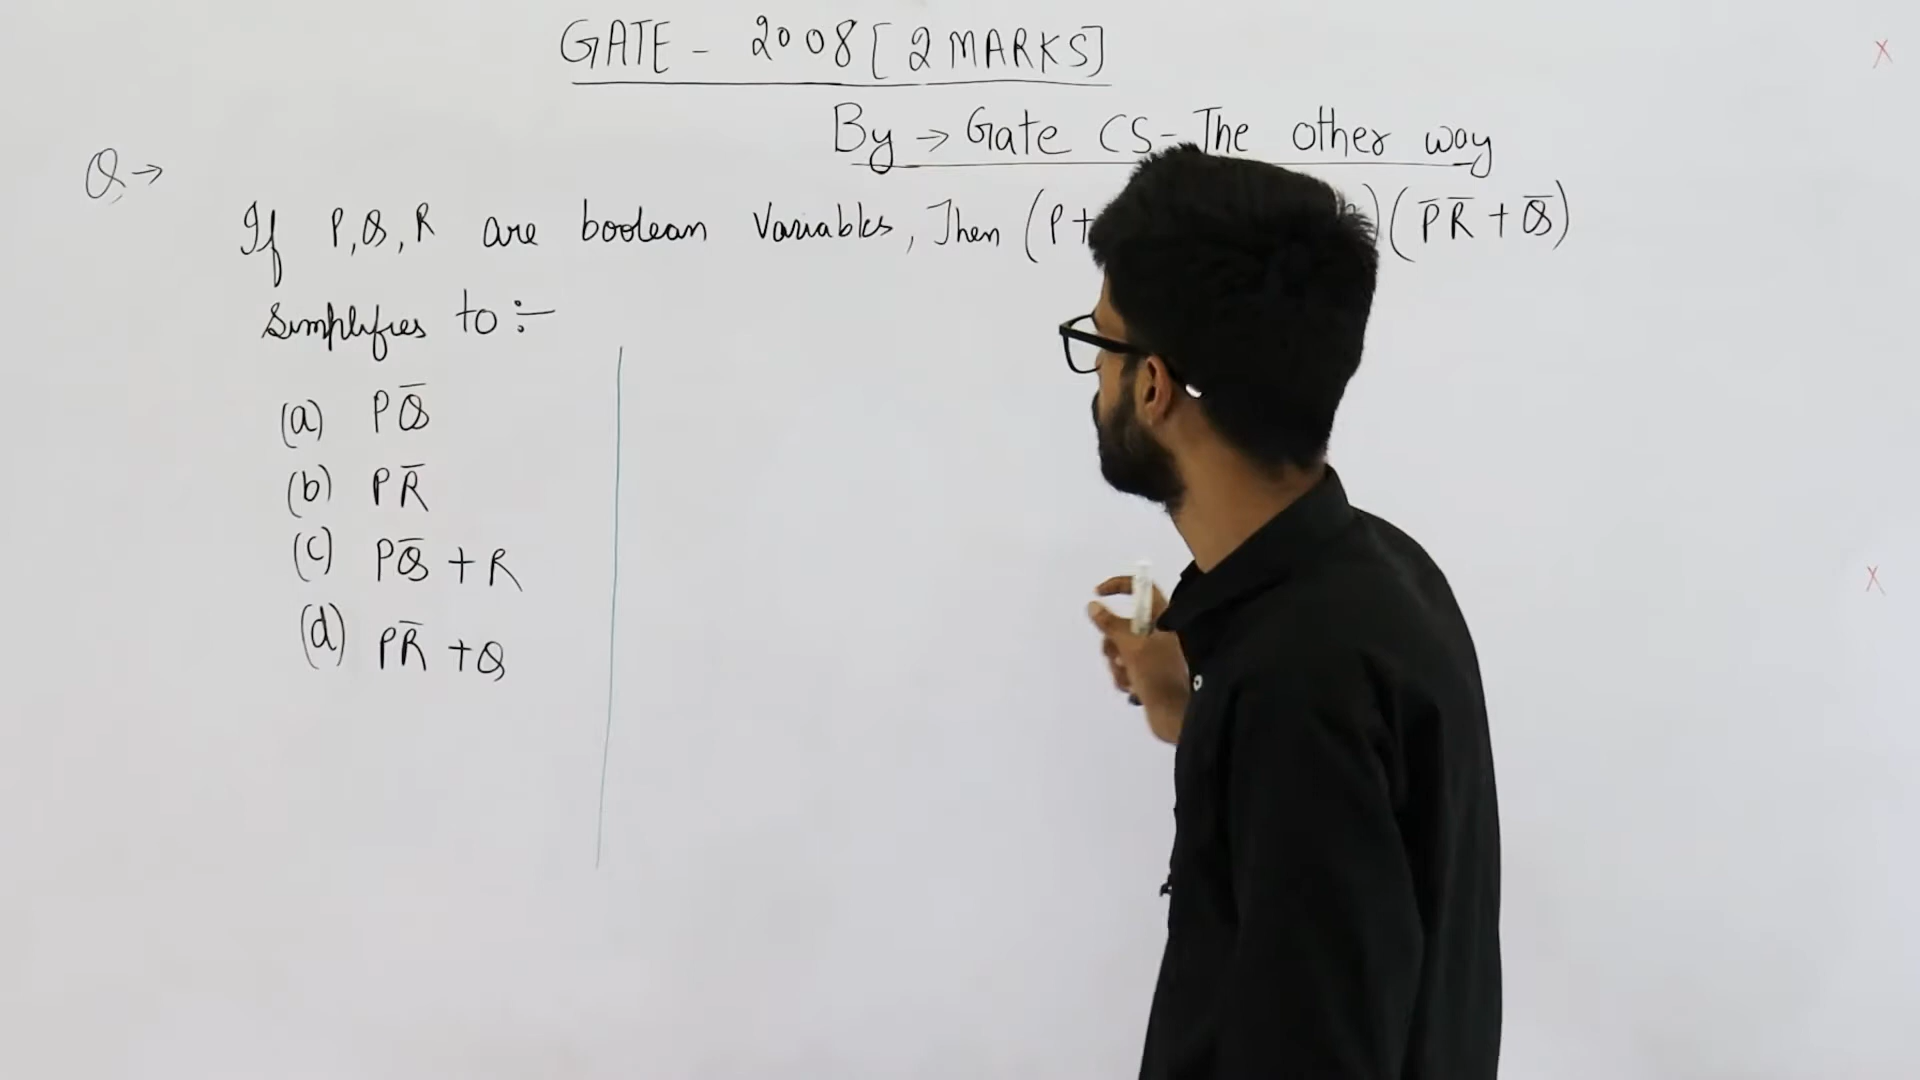 GATE - 2008 [2 MARKS]
By → Gate CS - The other way
Q →
If P, Q, R are boolean Variables, Then (P+ )(P̅R̅ + Q̅)
Simplifies to :-
(a) PQ̅
(b) PR̅
(c) PQ̅ + R
(d) PR̅ + Q
X
X